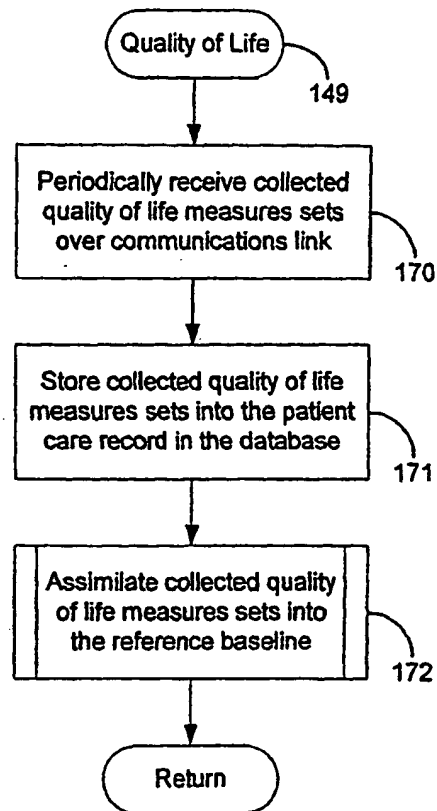 Quality of Life
149
Periodically receive collected
quality of life measures sets
over communications link
170
Store collected quality of life
measures sets into the patient
care record in the database
171
Assimilate collected quality
of life measures sets into
the reference baseline
172
Return